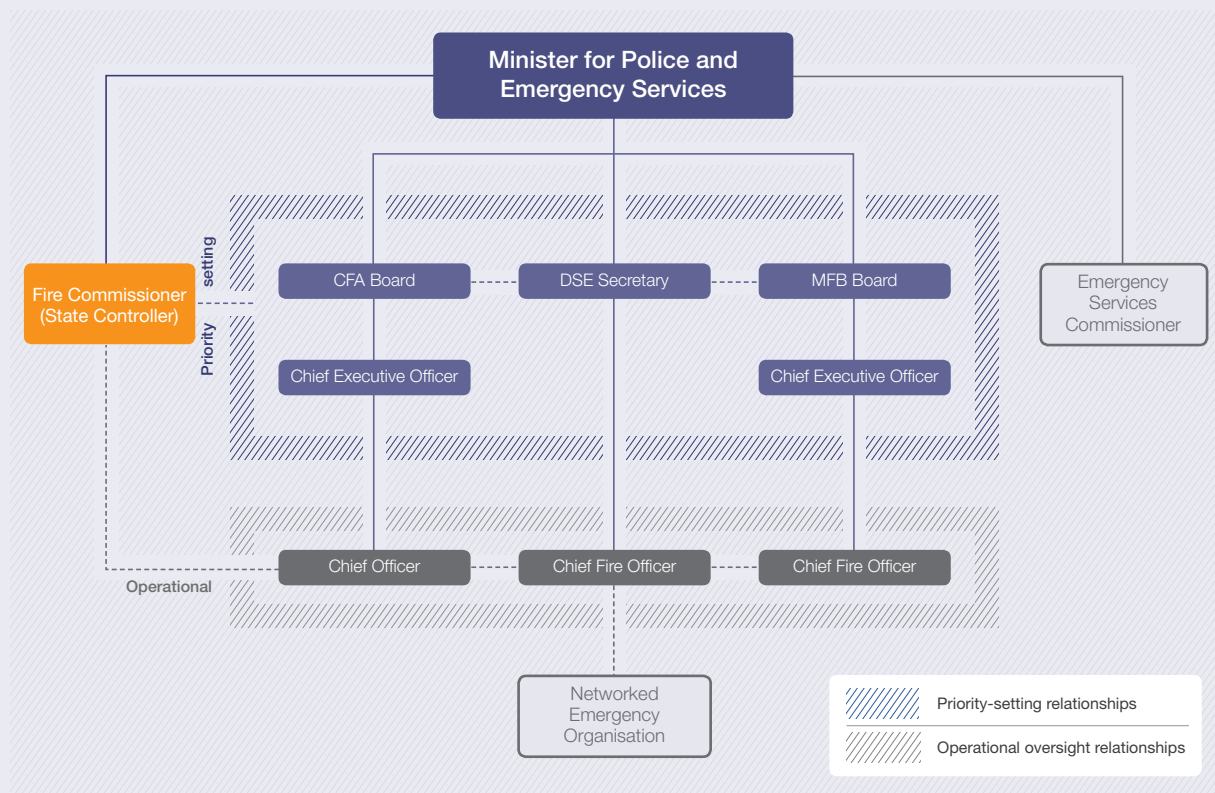 Minister for Police and
Emergency Services
setting
Priority
Fire Commissioner
(State Controller)
CFA Board
DSE Secretary
MFB Board
Emergency
Services
Commissioner
Chief Executive Officer
Chief Executive Officer
Operational
Chief Officer
Chief Fire Officer
Chief Fire Officer
Networked
Emergency
Organisation
Priority-setting relationships
Operational oversight relationships